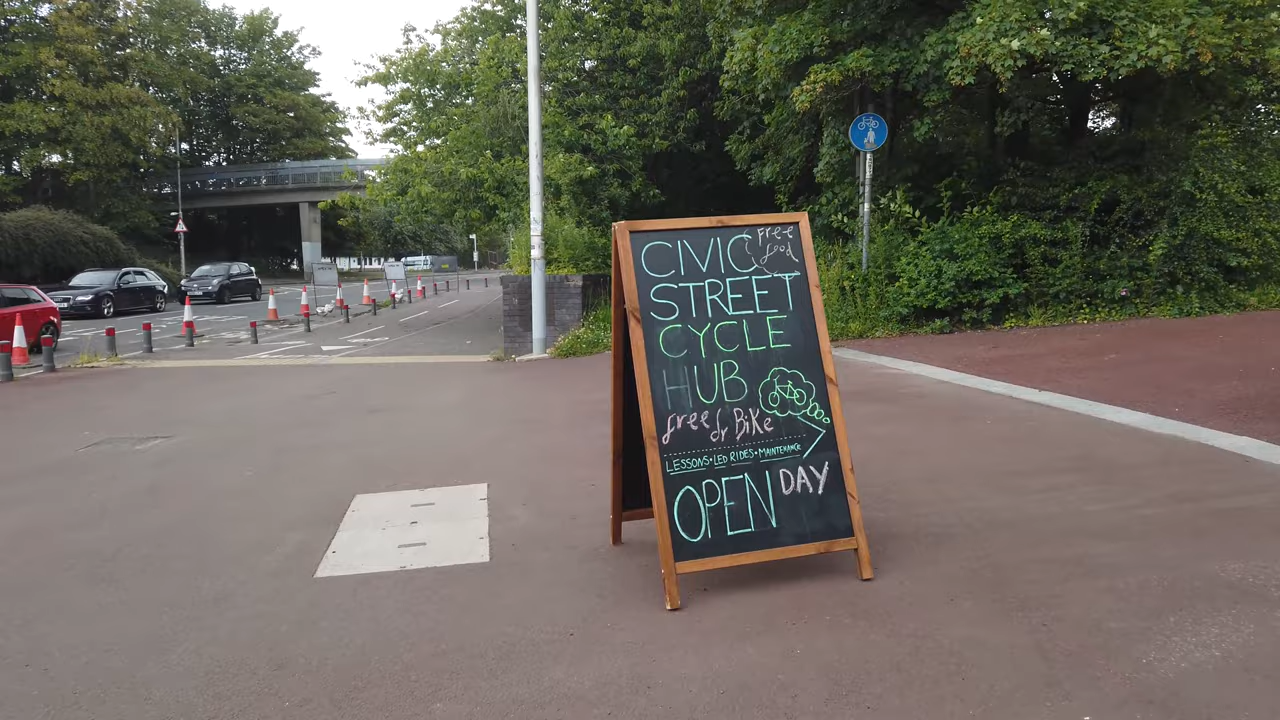 CIVIC
Free
food
STREET
CYCLE
HUB
free dr Bike
LESSONS • LED RIDES • MAINTENANCE
OPEN DAY